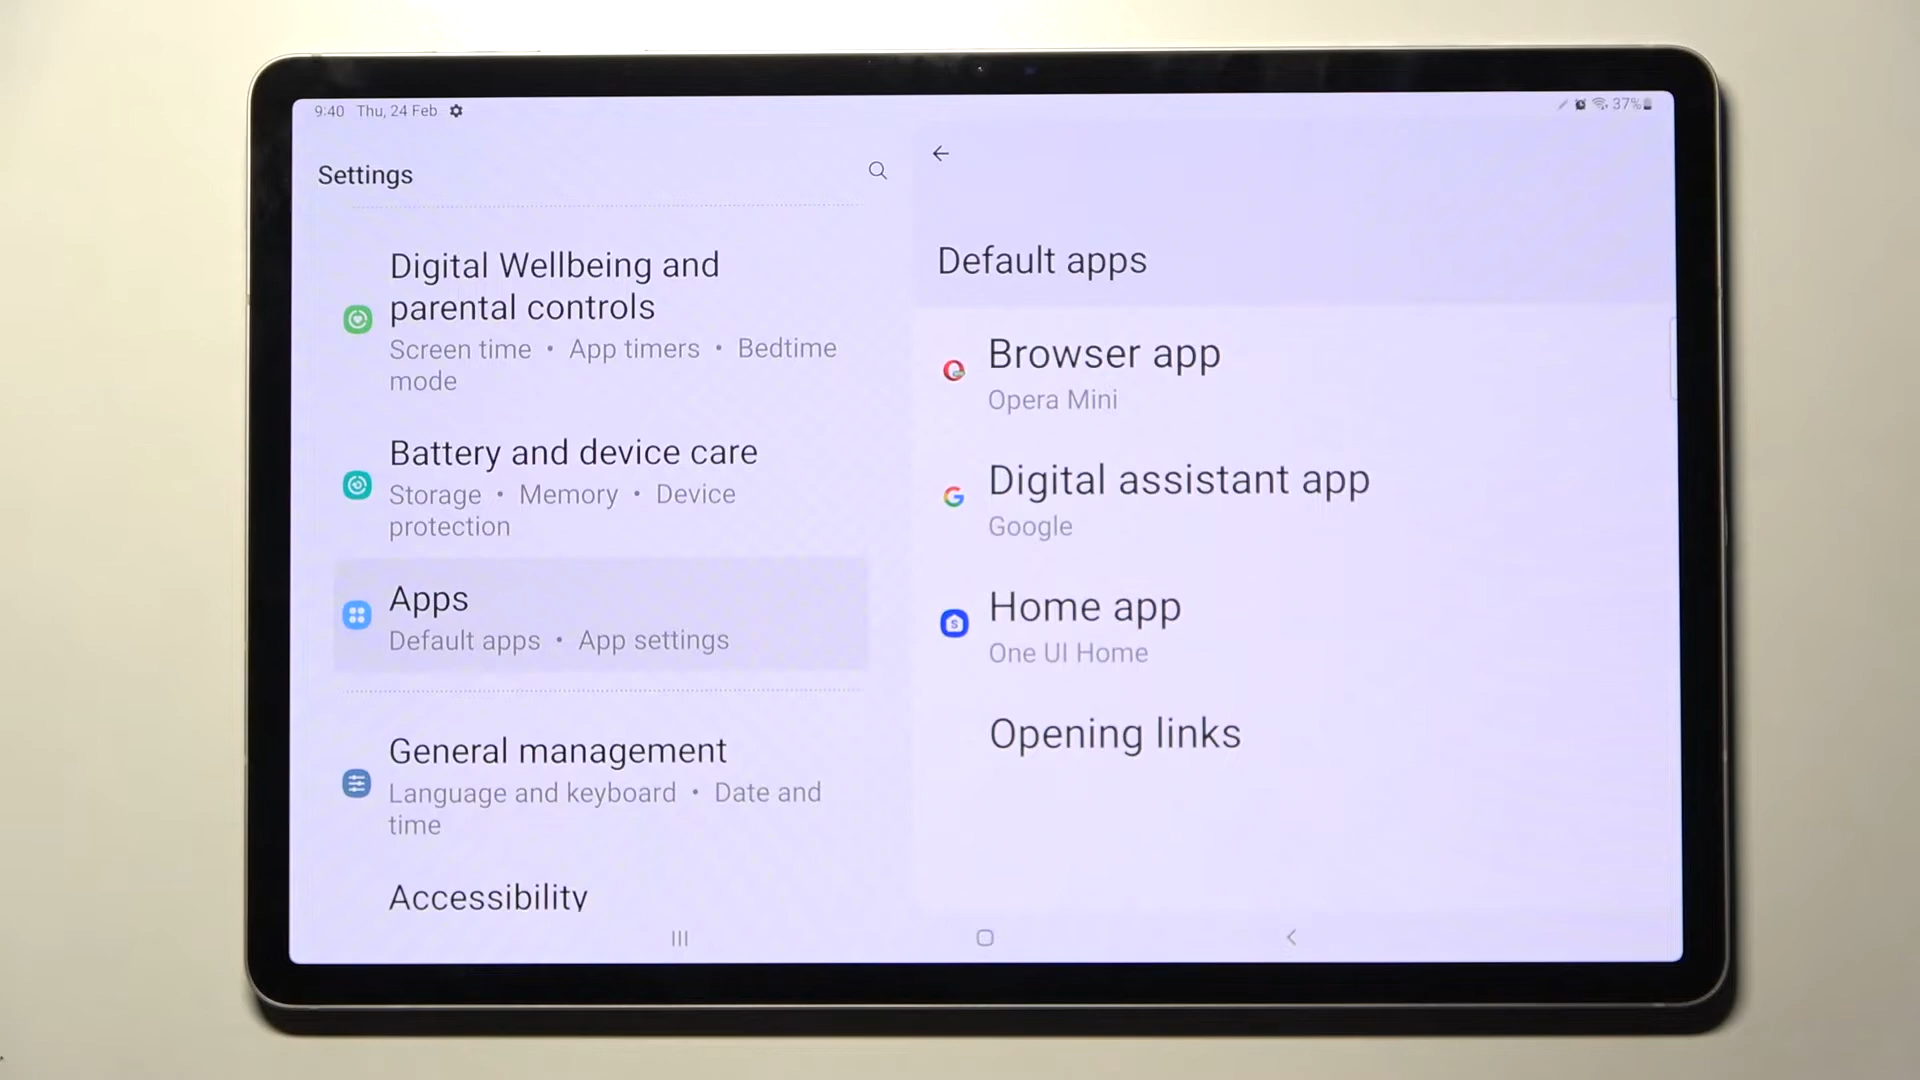 9:40 Thu, 24 Feb
37%
Settings
Digital Wellbeing and
parental controls
Screen time • App timers • Bedtime
mode
Battery and device care
Storage • Memory • Device
protection
Apps
Default apps • App settings
General management
Language and keyboard • Date and
time
Accessibility
Default apps
Browser app
Opera Mini
Digital assistant app
Google
Home app
One UI Home
Opening links